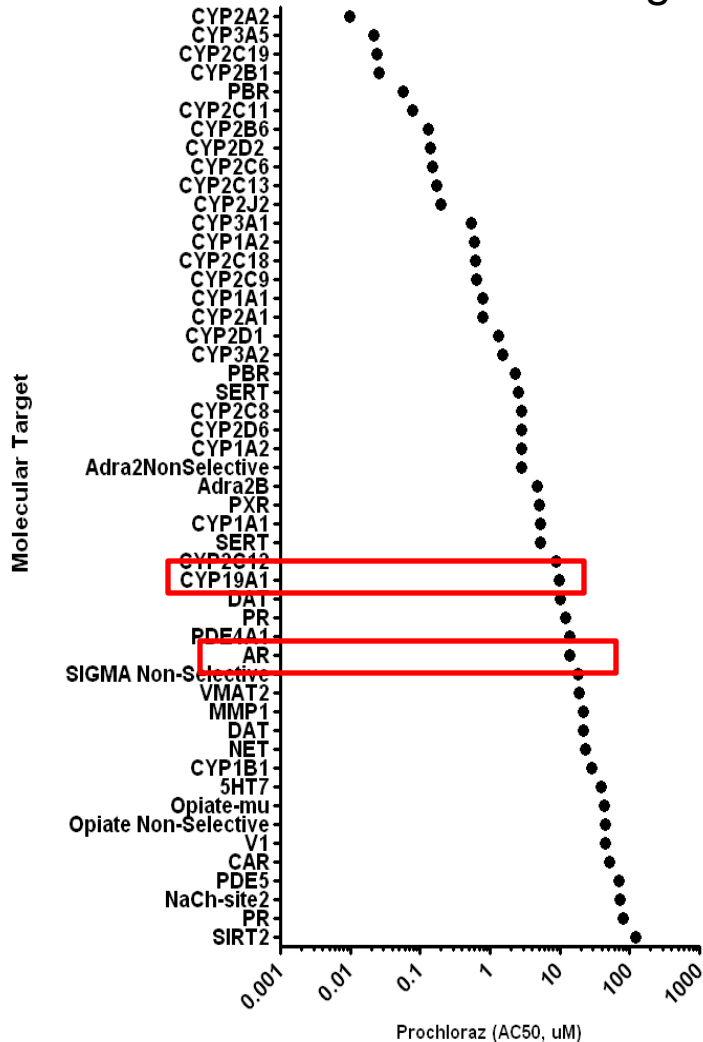 g
CYP2A2
CYP3A5
CYP2C19
CYP2B1
PBR
CYP2C11
CYP2B6
CYP2D2
CYP2C6
CYP2C13
CYP2J2
CYP3A1
CYP1A2
CYP2C18
CYP2C9
CYP1A1
CYP2A1
CYP2D1
CYP3A2
PBR
SERT
CYP2C8
CYP2D6
CYP1A2
Adra2NonSelective
Adra2B
PXR
CYP1A1
SERT
CYP2C12
CYP19A1
DAT
PR
PDE4A1
AR
SIGMA Non-Selective
VMAT2
MMP1
DAT
NET
CYP1B1
5HT7
Opiate-mu
Opiate Non-Selective
V1
CAR
PDE5
NaCh-site2
PR
SIRT2
Molecular Target
0.001 0.01 0.1 1 10 100 1000
Prochloraz (AC50, uM)